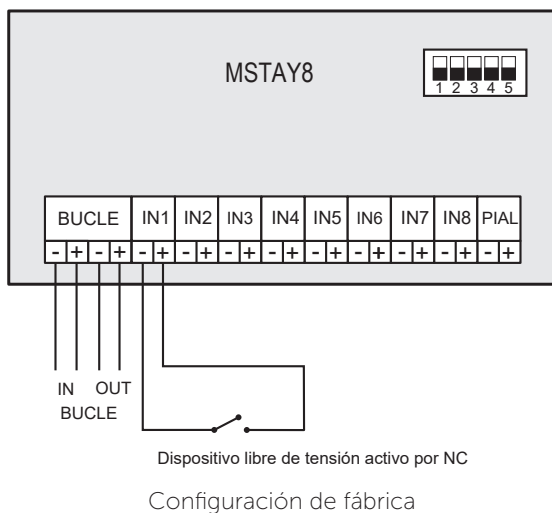 MSTAY8
1 2 3 4 5
BUCLE IN1 IN2 IN3 IN4 IN5 IN6 IN7 IN8 PIAL
- + - + - + - + - + - + - + - + - + - + - +
IN OUT
BUCLE
Dispositivo libre de tensión activo por NC
Configuración de fábrica